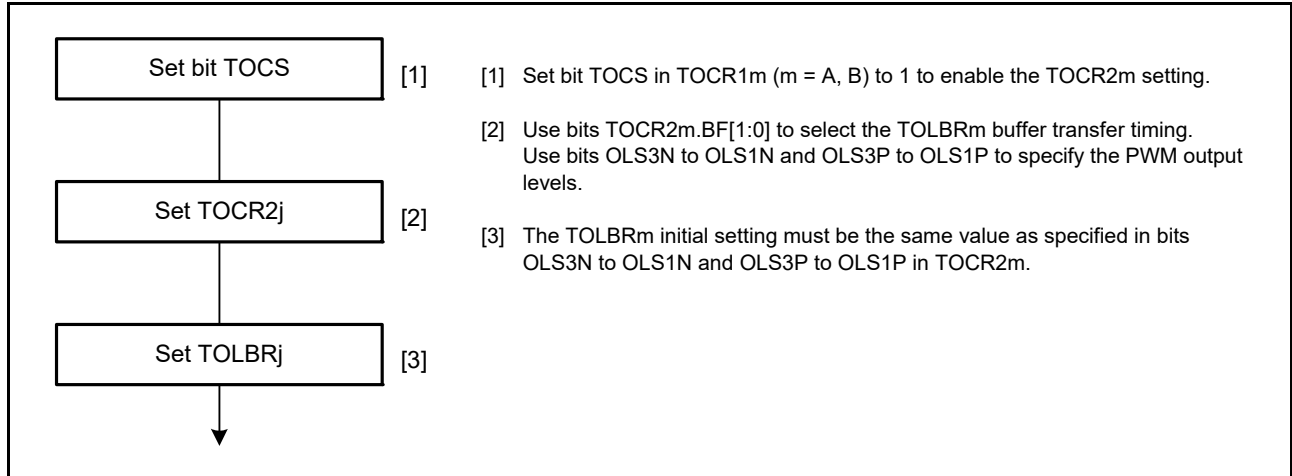 Set bit TOCS
[1]
Set TOCR2j
[2]
Set TOLBRj
[3]
[1] Set bit TOCS in TOCR1m (m = A, B) to 1 to enable the TOCR2m setting.
[2] Use bits TOCR2m.BF[1:0] to select the TOLBRm buffer transfer timing.
Use bits OLS3N to OLS1N and OLS3P to OLS1P to specify the PWM output
levels.
[3] The TOLBRm initial setting must be the same value as specified in bits
OLS3N to OLS1N and OLS3P to OLS1P in TOCR2m.